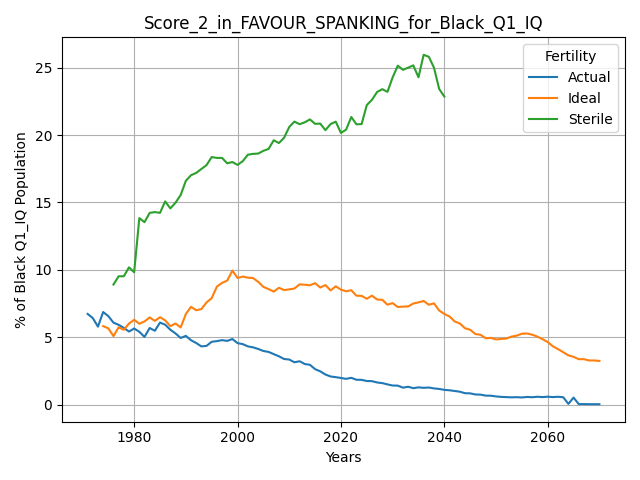 Score_2_in_FAVOUR_SPANKING_for_Black_Q1_IQ
% of Black Q1_IQ Population
25
20
15
10
5
0
1980 2000 2020 2040 2060
Years
Fertility
Actual
Ideal
Sterile